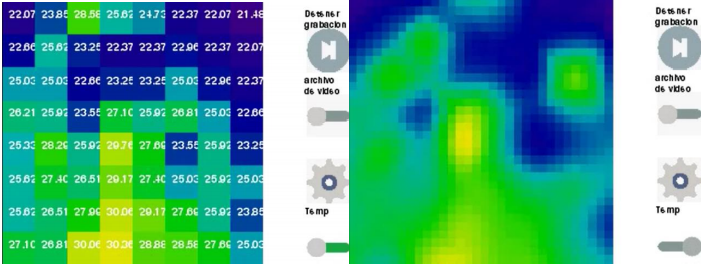 22.07 23.85 28.58 25.62 24.73 22.37 22.07 21.48
22.66 25.62 23.25 22.37 22.37 22.96 22.37 22.07
25.03 25.03 22.66 23.25 23.25 25.03 22.96 22.37
26.21 25.92 23.55 27.10 25.92 26.81 25.03 22.66
25.33 28.29 25.92 29.76 27.69 23.55 25.92 23.25
25.62 27.40 26.51 29.17 27.40 25.03 25.92 25.03
25.62 26.51 27.99 30.06 29.17 27.69 25.92 23.85
27.10 26.81 30.06 30.36 28.88 28.58 27.69 25.03
Detener
grabacion
archivo
de video
Temp
Detener
grabacion
archivo
de video
Temp